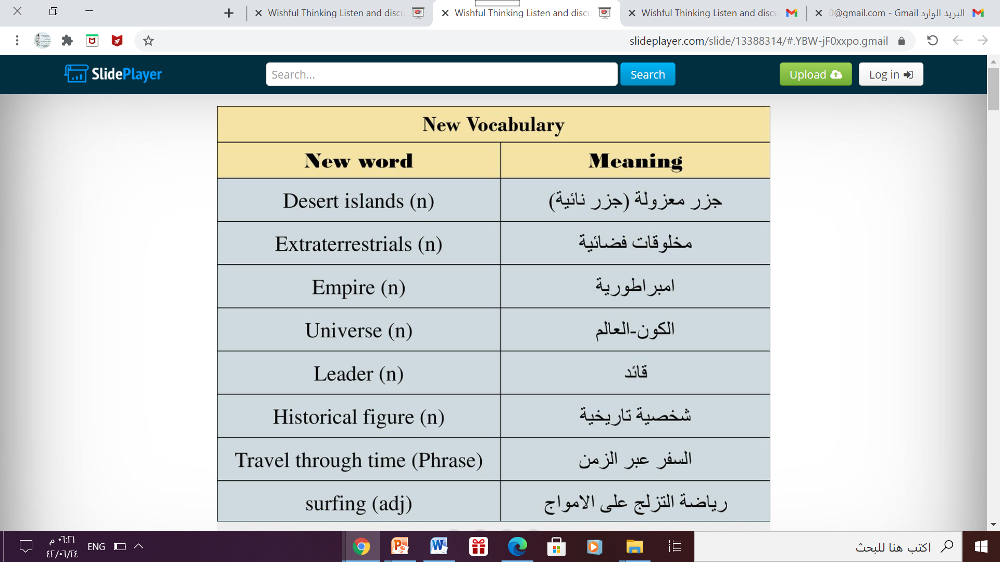 Wishful Thinking Listen and discu
Wishful Thinking Listen and discu
Wishful Thinking Listen and discu
0@gmail.com - Gmail البريد الوارد
slideplayer.com/slide/13388314/#.YBW-jF0xxpo.gmail
SlidePlayer
Search...
Search
Upload
Log in
New Vocabulary
New word Meaning
Desert islands (n) جزر معزولة (جزر نائية)
Extraterrestrials (n) مخلوقات فضائية
Empire (n) امبراطورية
Universe (n) الكون-العالم
Leader (n) قائد
Historical figure (n) شخصية تاريخية
Travel through time (Phrase) السفر عبر الزمن
surfing (adj) رياضة التزلج على الامواج
٠٦:٢١ م
٤٢/٠٦/٢٤
ENG
اكتب هنا للبحث